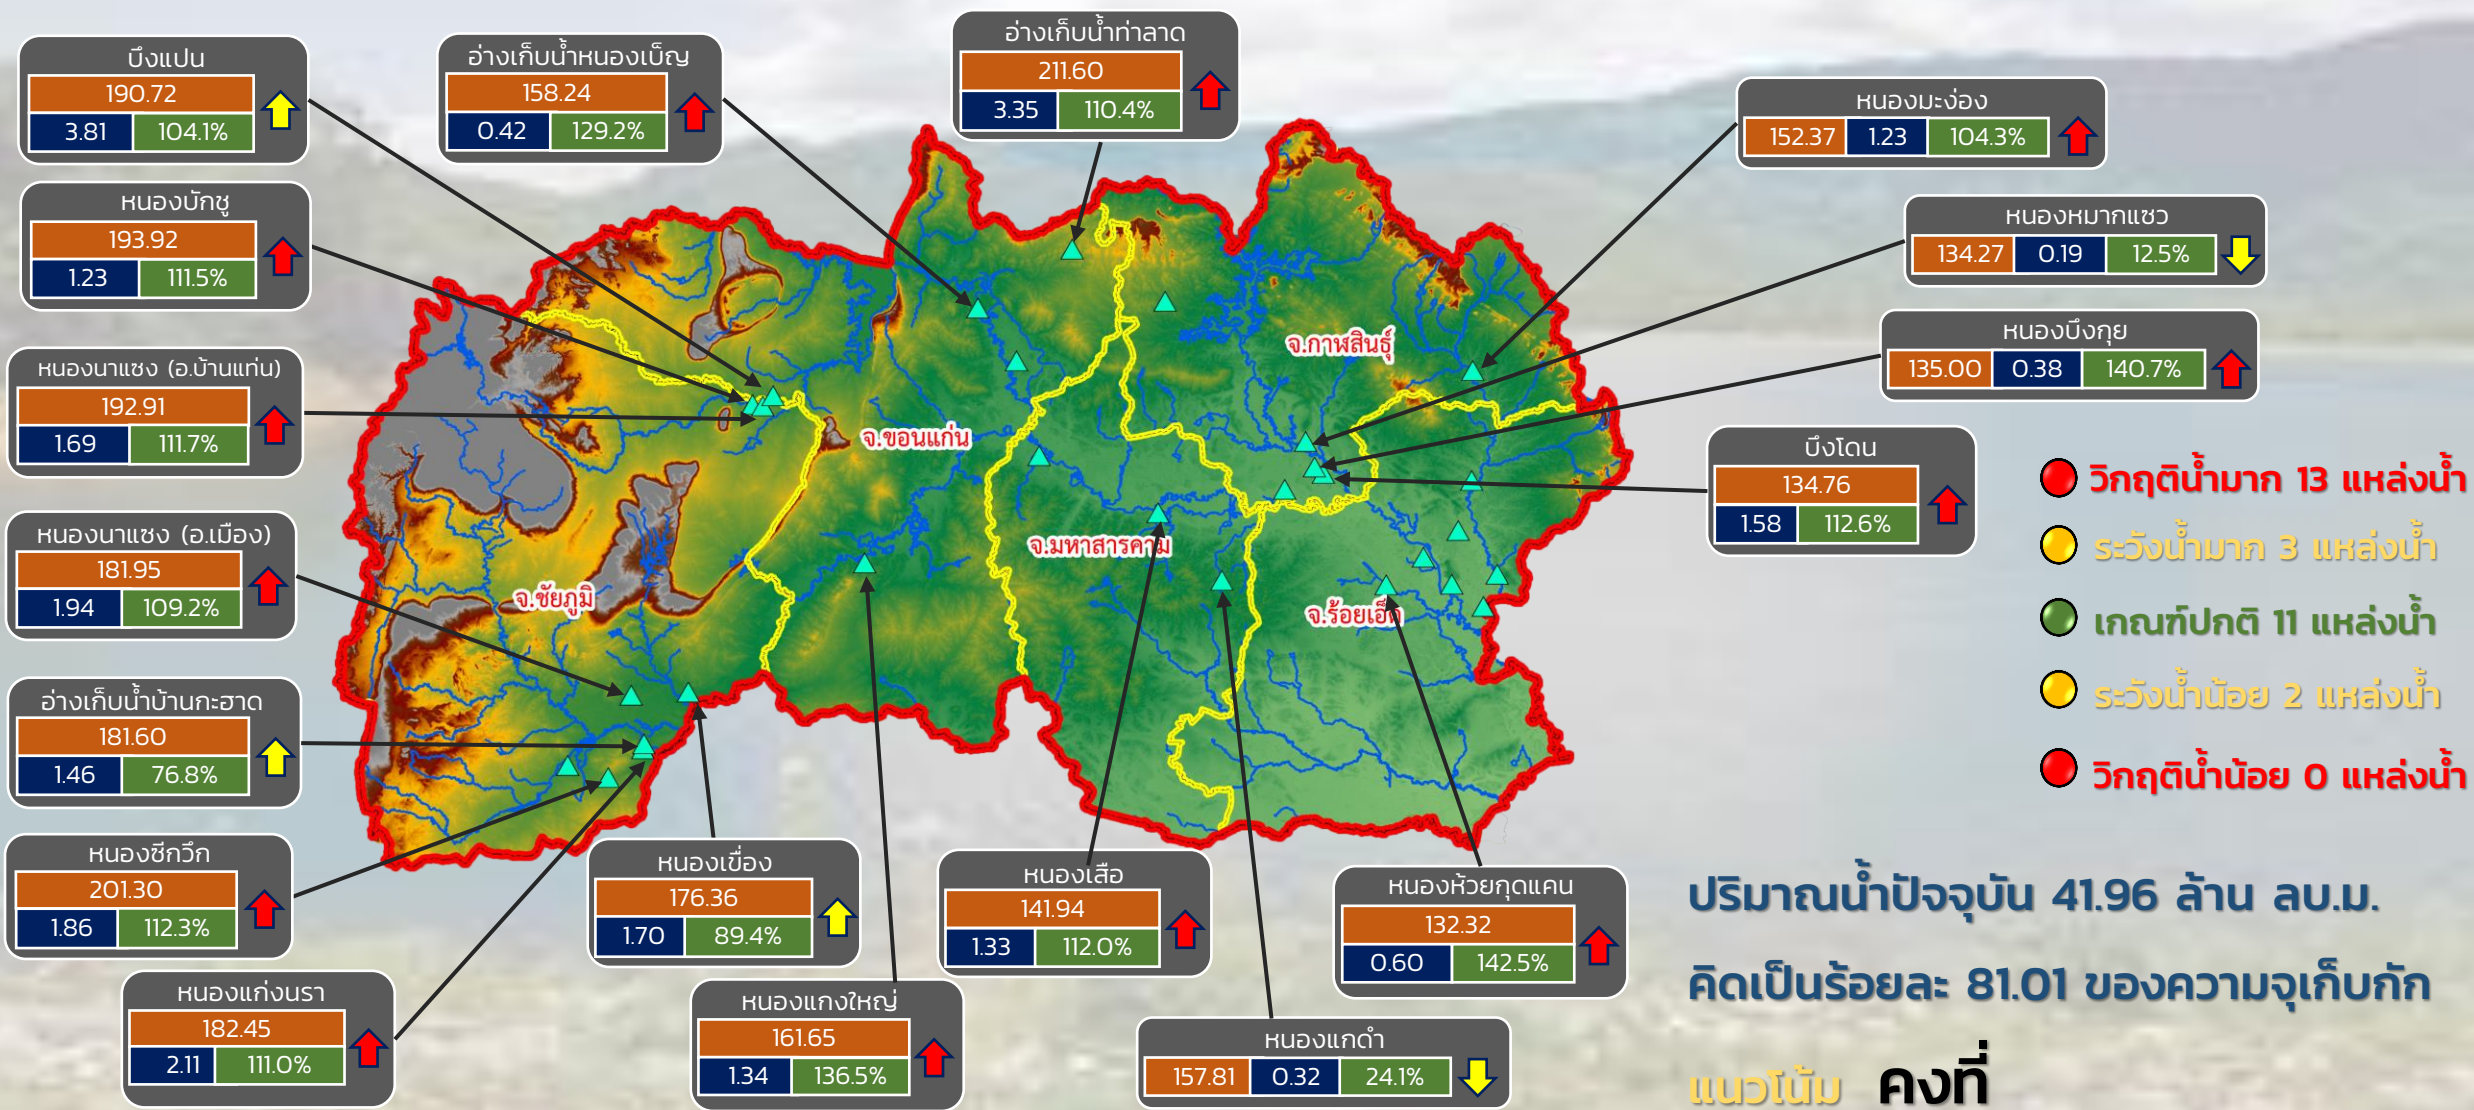 บึงแปน
190.72
3.81 104.1%
อ่างเก็บน้ำหนองเบ็ญ
158.24
0.42 129.2%
อ่างเก็บน้ำท่าลาด
211.60
3.35 110.4%
หนองมะง่อง
152.37 1.23 104.3%
หนองบักชู
193.92
1.23 111.5%
หนองหมากแซว
134.27 0.19 12.5%
หนองบึงกุย
135.00 0.38 140.7%
หนองนาแซง (อ.บ้านแท่น)
192.91
1.69 111.7%
บึงโดน
134.76
1.58 112.6%
หนองนาแซง (อ.เมือง)
181.95
1.94 109.2%
อ่างเก็บน้ำบ้านกะฮาด
181.60
1.46 76.8%
หนองซีกวึก
201.30
1.86 112.3%
หนองแก่งนรา
182.45
2.11 111.0%
หนองเขื่อง
176.36
1.70 89.4%
หนองแกงใหญ่
161.65
1.34 136.5%
หนองเสือ
141.94
1.33 112.0%
หนองแกดำ
157.81 0.32 24.1%
หนองห้วยกุดแคน
132.32
0.60 142.5%
จ.กาฬสินธุ์
จ.ขอนแก่น
จ.มหาสารคาม
จ.ชัยภูมิ
จ.ร้อยเอ็ด
วิกฤติน้ำมาก 13 แหล่งน้ำ
ระวังน้ำมาก 3 แหล่งน้ำ
เกณฑ์ปกติ 11 แหล่งน้ำ
ระวังน้ำน้อย 2 แหล่งน้ำ
วิกฤติน้ำน้อย 0 แหล่งน้ำ
ปริมาณน้ำปัจจุบัน 41.96 ล้าน ลบ.ม.
คิดเป็นร้อยละ 81.01 ของความจุเก็บกัก
แนวโน้ม คงที่